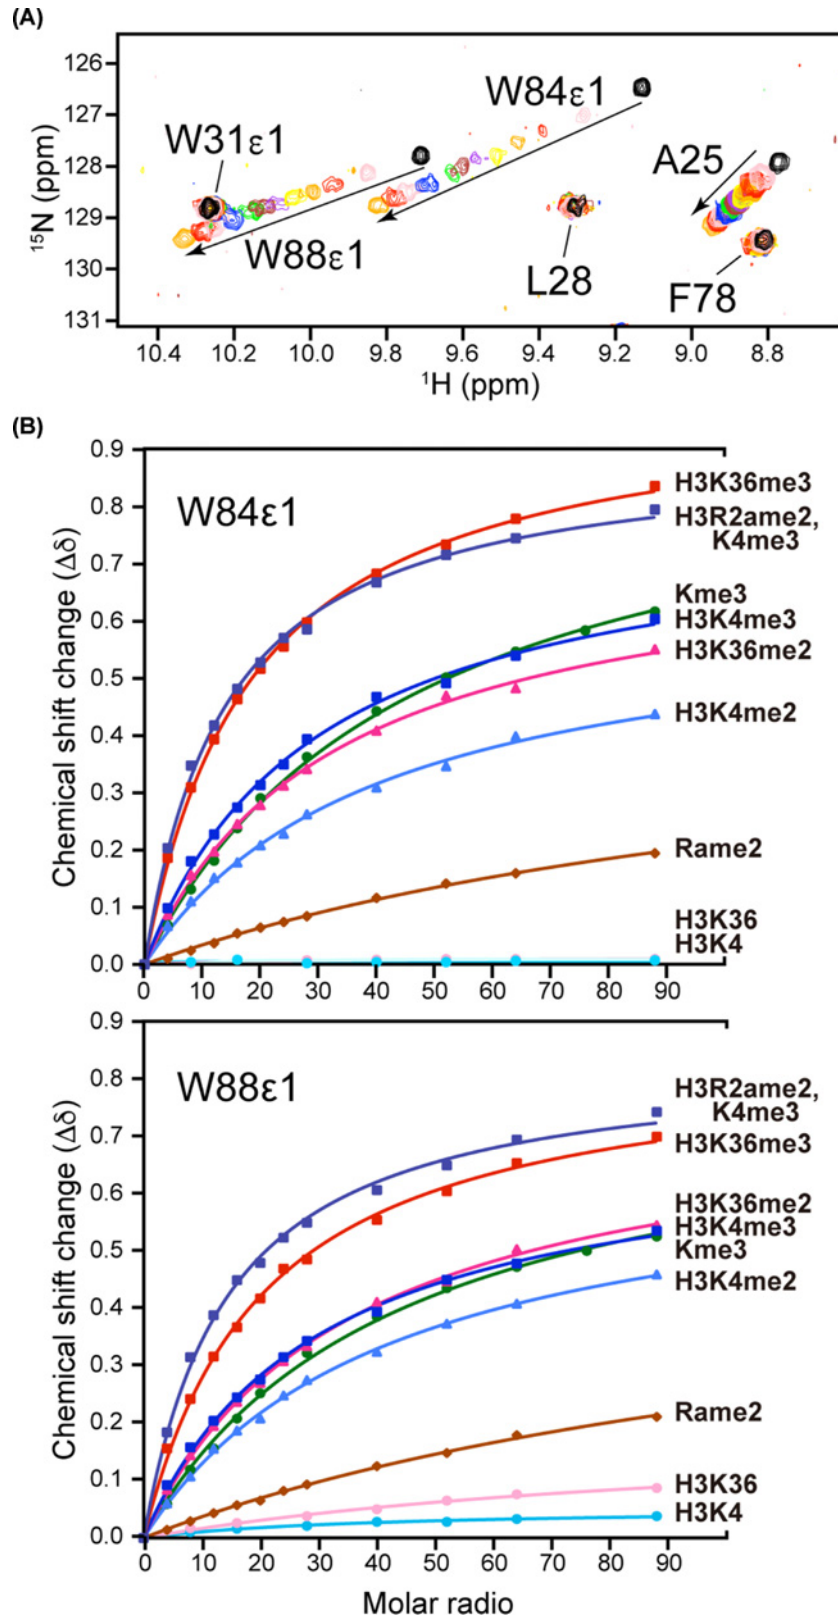 (A)
126
127
128
129
130
131
¹⁵N (ppm)
W31ε1
W84ε1
A25
W88ε1
L28
F78
10.4 10.2 10.0 9.8 9.6 9.4 9.2 9.0 8.8
¹H (ppm)
(B)
0.9
0.8
0.7
0.6
0.5
0.4
0.3
0.2
0.1
0.0
Chemical shift change (Δδ)
W84ε1
H3K36me3
H3R2ame2,
K4me3
Kme3
H3K4me3
H3K36me2
H3K4me2
Rame2
H3K36
H3K4
0 10 20 30 40 50 60 70 80 90
0.9
0.8
0.7
0.6
0.5
0.4
0.3
0.2
0.1
0.0
Chemical shift change (Δδ)
W88ε1
H3R2ame2,
K4me3
H3K36me3
H3K36me2
H3K4me3
Kme3
H3K4me2
Rame2
H3K36
H3K4
0 10 20 30 40 50 60 70 80 90
Molar radio